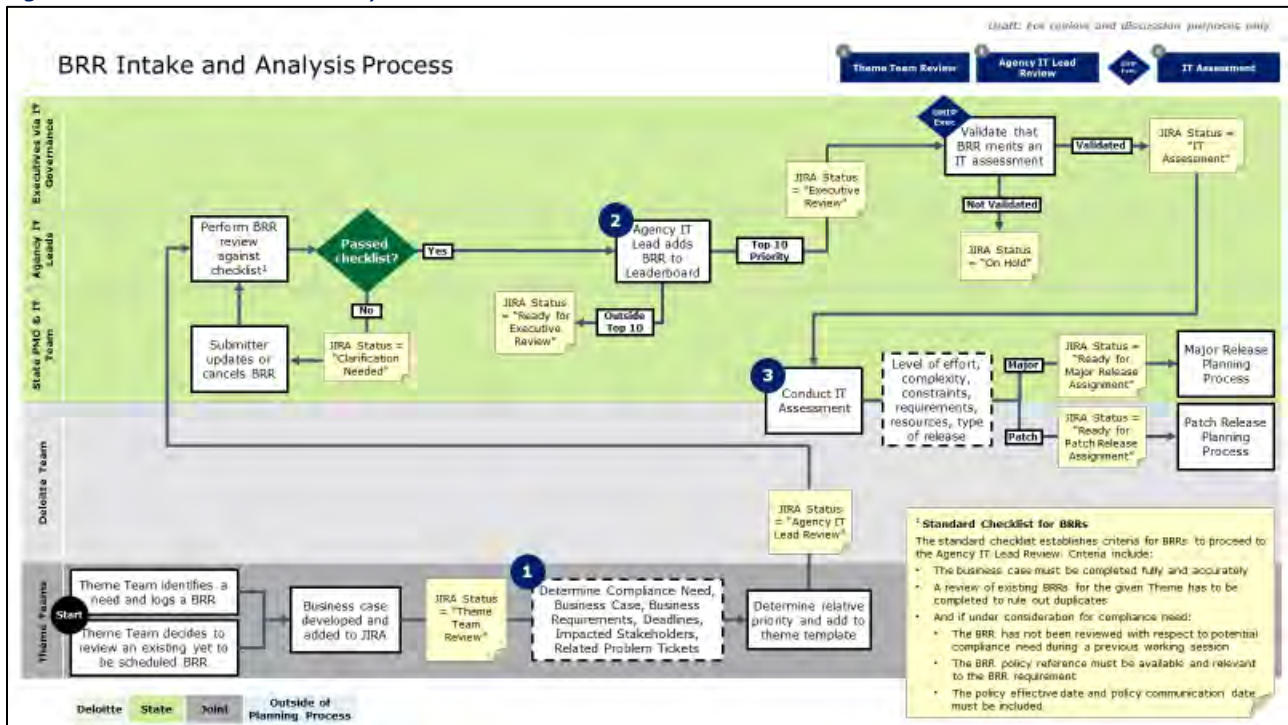 Draft: For review and discussion purposes only
BRR Intake and Analysis Process
Theme Team Review
Agency IT Lead
Review
Exec
IT Assessment
Executives via IT
Governance
Agency IT
Leads
State PMO & IT
Team
Deloitte Team
Theme Teams
Exec
Validate that
BRR merits an
IT assessment
Validated
JIRA Status =
"IT
Assessment"
Not Validated
JIRA Status
= "On Hold"
JIRA Status
= "Executive
Review"
Perform BRR
review
against
checklist¹
Passed
checklist?
Yes
No
JIRA Status =
"Clarification
Needed"
Submitter
updates or
cancels BRR
2
Agency IT
Lead adds
BRR to
Leaderboard
Top 10
Priority
Outside
Top 10
JIRA Status
= "Ready for
Executive
Review"
3
Conduct IT
Assessment
Level of effort,
complexity,
constraints,
requirements,
resources, type
of release
Major
JIRA Status =
"Ready for
Major Release
Assignment"
Major Release
Planning
Process
Patch
JIRA Status =
"Ready for
Patch Release
Assignment"
Patch Release
Planning
Process
Start
Theme Team identifies a
need and logs a BRR
Theme Team decides to
review an existing yet to
be scheduled BRR
Business case
developed and
added to JIRA
JIRA Status
= "Theme
Team
Review"
1
Determine Compliance Need,
Business Case, Business
Requirements, Deadlines,
Impacted Stakeholders,
Related Problem Tickets
Determine relative
priority and add to
theme template
JIRA Status
= "Agency IT
Lead Review"
¹ Standard Checklist for BRRs
The standard checklist establishes criteria for BRRs to proceed to
the Agency IT Lead Review. Criteria include:
• The business case must be completed fully and accurately
• A review of existing BRRs for the given Theme has to be
completed to rule out duplicates
• And if under consideration for compliance need:
• The BRR has not been reviewed with respect to potential
compliance need during a previous working session
• The BRR policy reference must be available and relevant
to the BRR requirement
• The policy effective date and policy communication date
must be included
Deloitte
State
Joint
Outside of
Planning Process